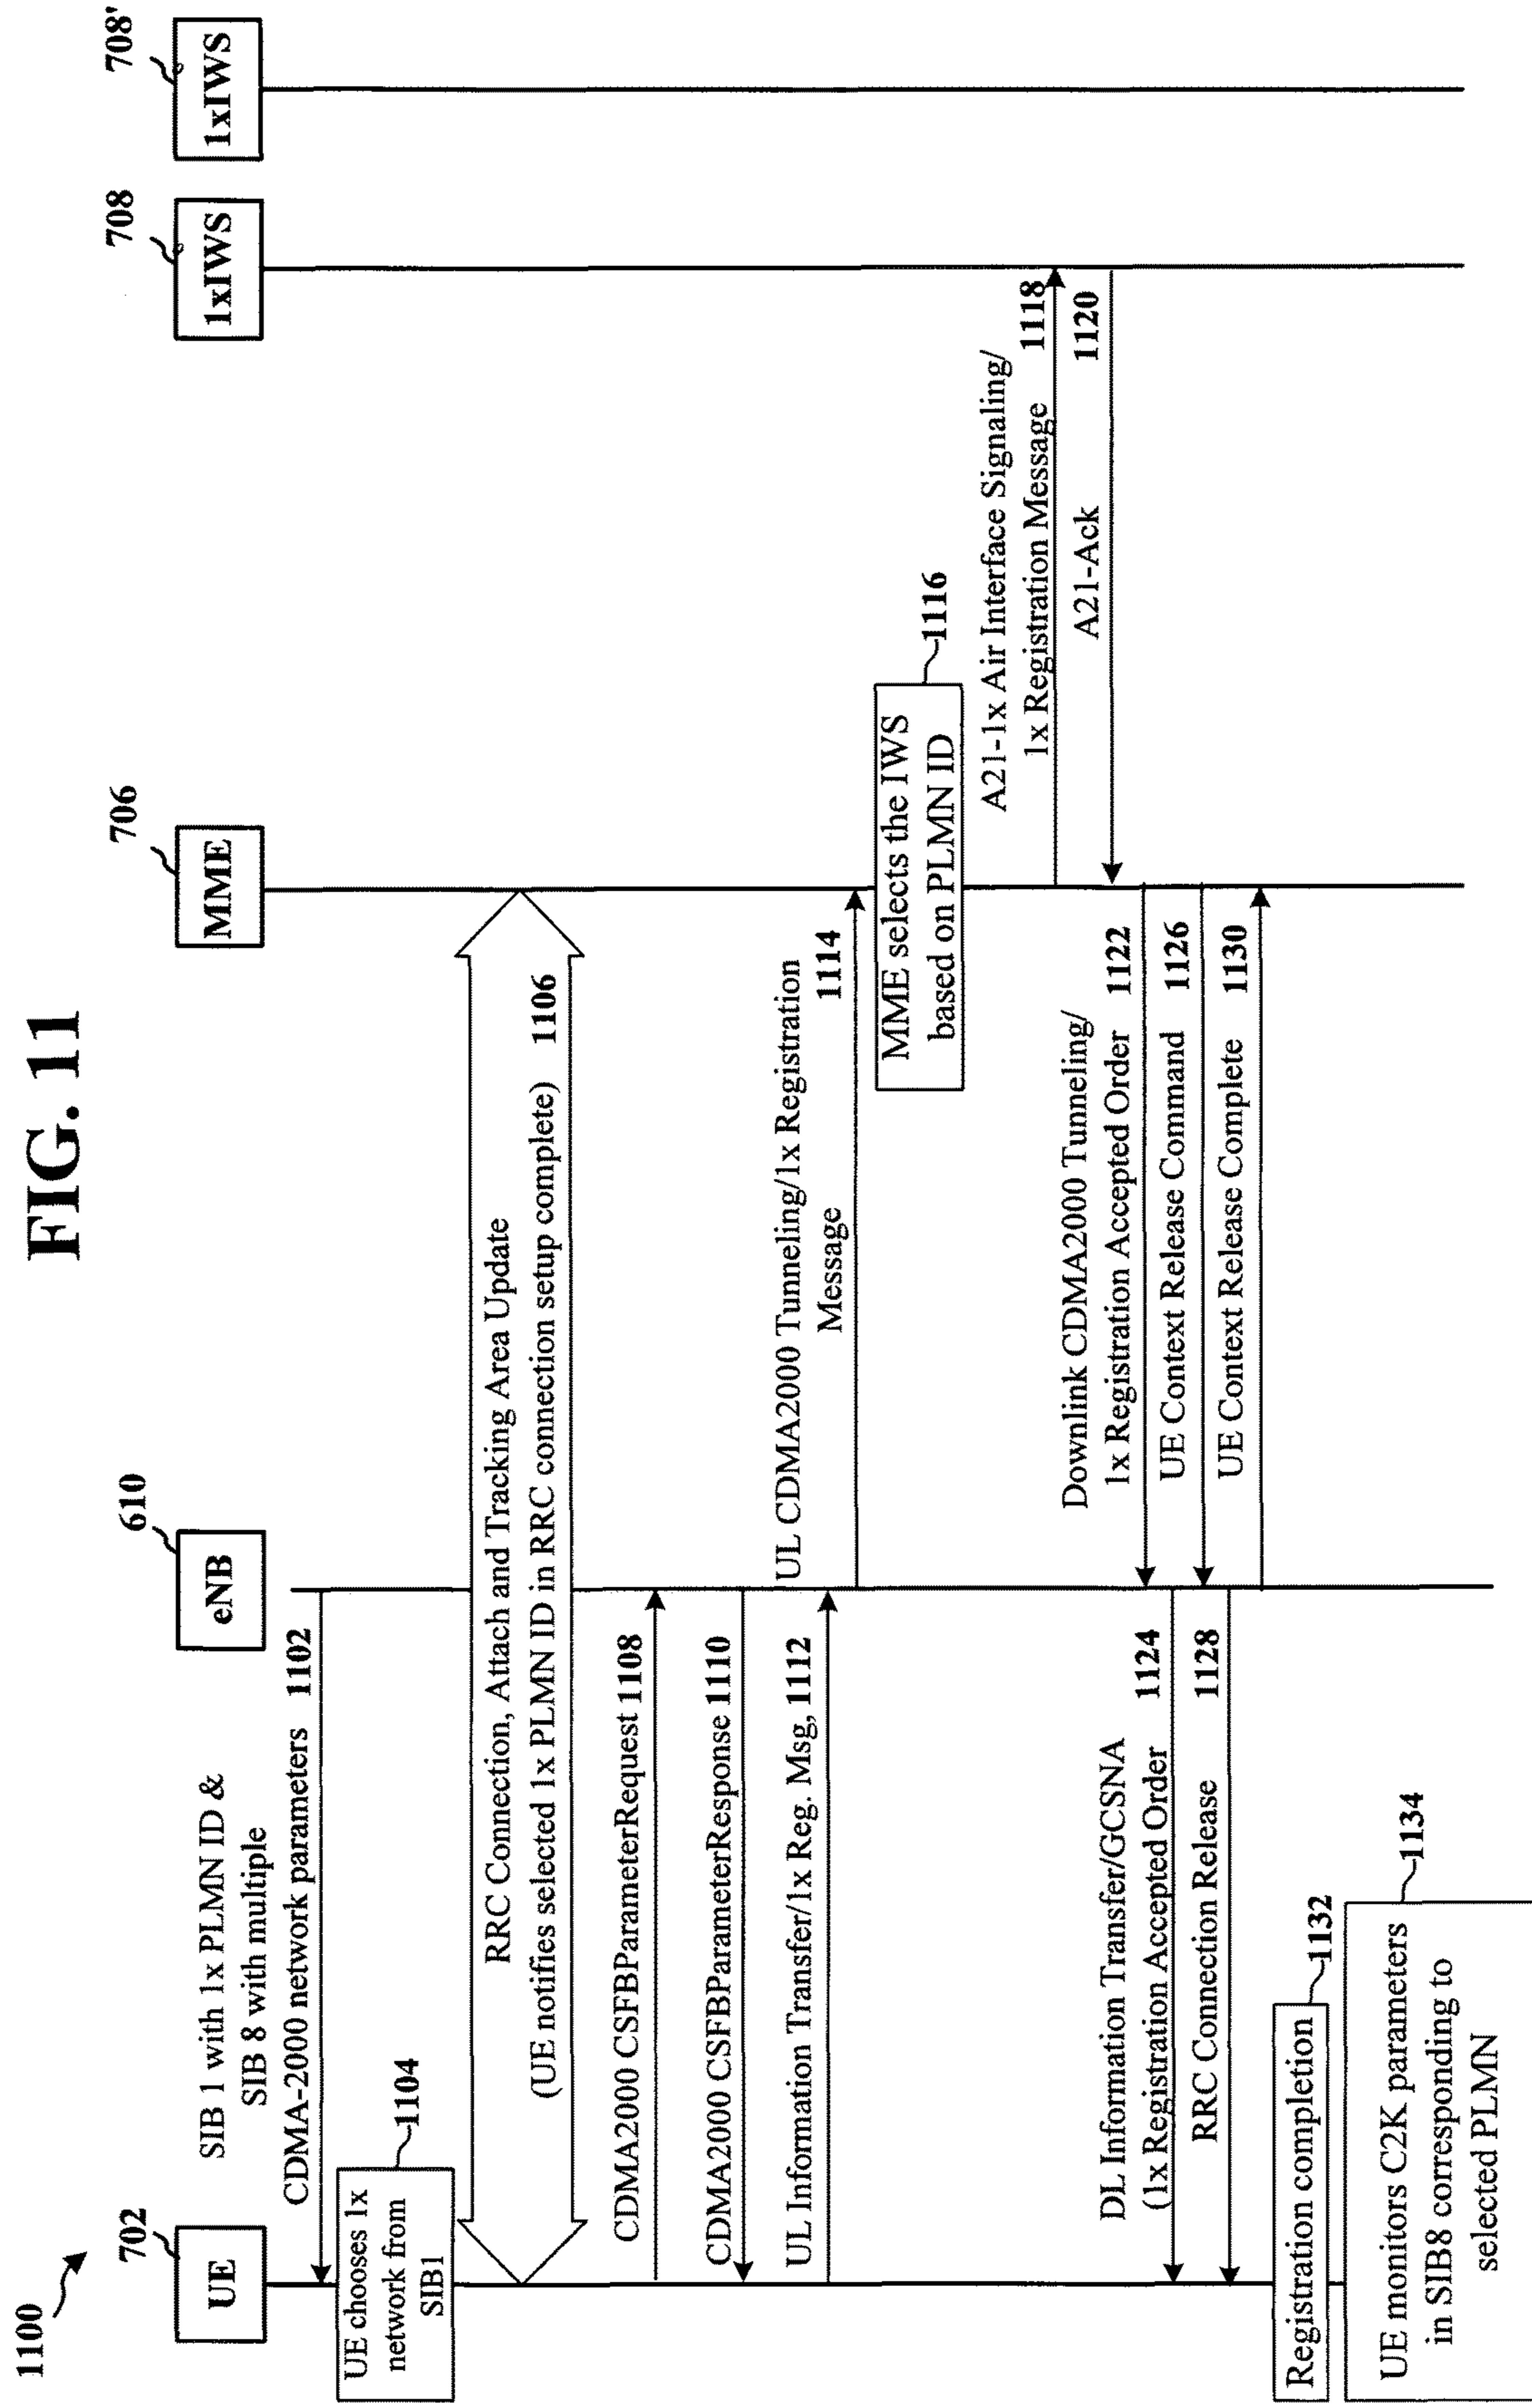 FIG. 11
1100
702
UE
610
eNB
706
MME
708
1xIWS
708'
1xIWS
SIB 1 with 1x PLMN ID &
SIB 8 with multiple
CDMA-2000 network parameters 1102
UE chooses 1x
network from
SIB1
1104
RRC Connection, Attach and Tracking Area Update
(UE notifies selected 1x PLMN ID in RRC connection setup complete) 1106
CDMA2000 CSFBParameterRequest 1108
CDMA2000 CSFBParameterResponse 1110
UL Information Transfer/1x Reg. Msg, 1112
UL CDMA2000 Tunneling/1x Registration
Message 1114
MME selects the IWS
based on PLMN ID
1116
A21-1x Air Interface Signaling/
1x Registration Message 1118
A21-Ack 1120
Downlink CDMA2000 Tunneling/
1x Registration Accepted Order 1122
DL Information Transfer/GCSNA
(1x Registration Accepted Order 1124
UE Context Release Command 1126
RRC Connection Release 1128
UE Context Release Complete 1130
Registration completion
1132
UE monitors C2K parameters
in SIB8 corresponding to
selected PLMN
1134